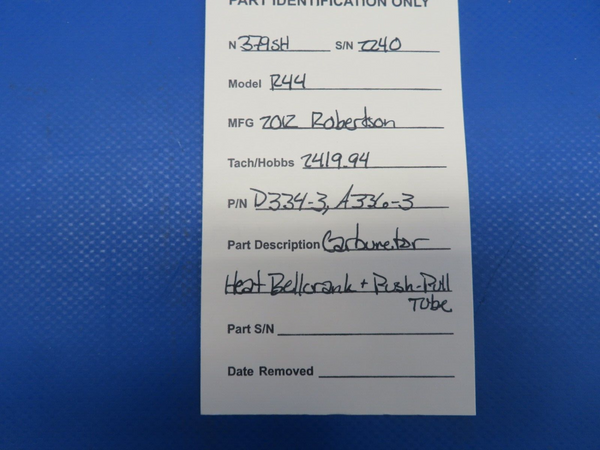 PART IDENTIFICATION ONLY
N 379SH S/N 2240
Model R44
MFG 2012 Robertson
Tach/Hobbs 2419.94
P/N D334-3, A336-3
Part Description Carburetor
Heat Bellcrank + Push-Pull
Tube
Part S/N
Date Removed